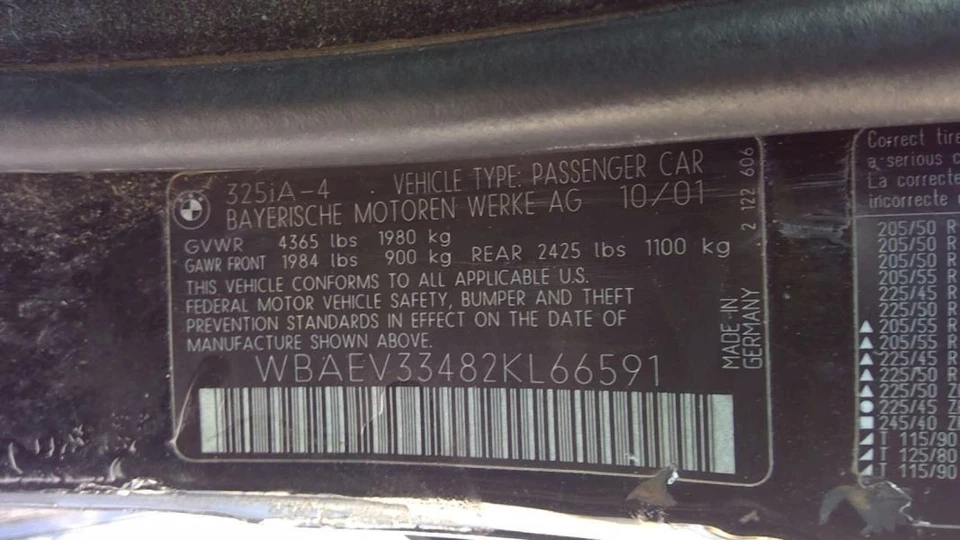 325iA-4 VEHICLE TYPE: PASSENGER CAR
BAYERISCHE MOTOREN WERKE AG 10/01
GVWR 4365 lbs 1980 kg
GAWR FRONT 1984 lbs 900 kg REAR 2425 lbs 1100 kg
THIS VEHICLE CONFORMS TO ALL APPLICABLE U.S.
FEDERAL MOTOR VEHICLE SAFETY, BUMPER AND THEFT
PREVENTION STANDARDS IN EFFECT ON THE DATE OF
MANUFACTURE SHOWN ABOVE.
WBAEV33482KL66591
2 122 606
MADE IN
GERMANY
Correct tire
a serious
La correcte
incorrecte
205/50 R
205/50 R
205/55 R
225/45 R
225/50 R
205/55 R
205/55 R
225/45 R
225/50 R
225/50
225/45
245/40
T 115/90
T 125/80
T 115/90